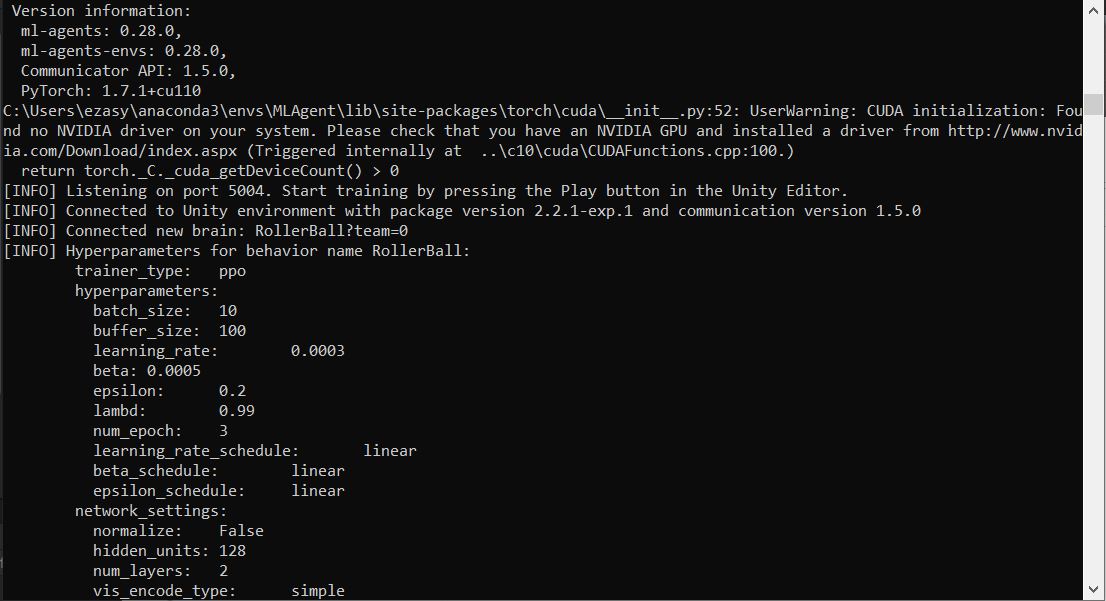 Version information:
ml-agents: 0.28.0,
ml-agents-envs: 0.28.0,
Communicator API: 1.5.0,
PyTorch: 1.7.1+cu110
C:\Users\ezasy\anaconda3\envs\MLAgent\lib\site-packages\torch\cuda\__init__.py:52: UserWarning: CUDA initialization: Fou
nd no NVIDIA driver on your system. Please check that you have an NVIDIA GPU and installed a driver from http://www.nvid
ia.com/Download/index.aspx (Triggered internally at  ..\c10\cuda\CUDAFunctions.cpp:100.)
return torch._C._cuda_getDeviceCount() > 0
[INFO] Listening on port 5004. Start training by pressing the Play button in the Unity Editor.
[INFO] Connected to Unity environment with package version 2.2.1-exp.1 and communication version 1.5.0
[INFO] Connected new brain: RollerBall?team=0
[INFO] Hyperparameters for behavior name RollerBall:
trainer_type: ppo
hyperparameters:
batch_size: 10
buffer_size: 100
learning_rate: 0.0003
beta: 0.0005
epsilon: 0.2
lambd: 0.99
num_epoch: 3
learning_rate_schedule: linear
beta_schedule: linear
epsilon_schedule: linear
network_settings:
normalize: False
hidden_units: 128
num_layers: 2
vis_encode_type: simple